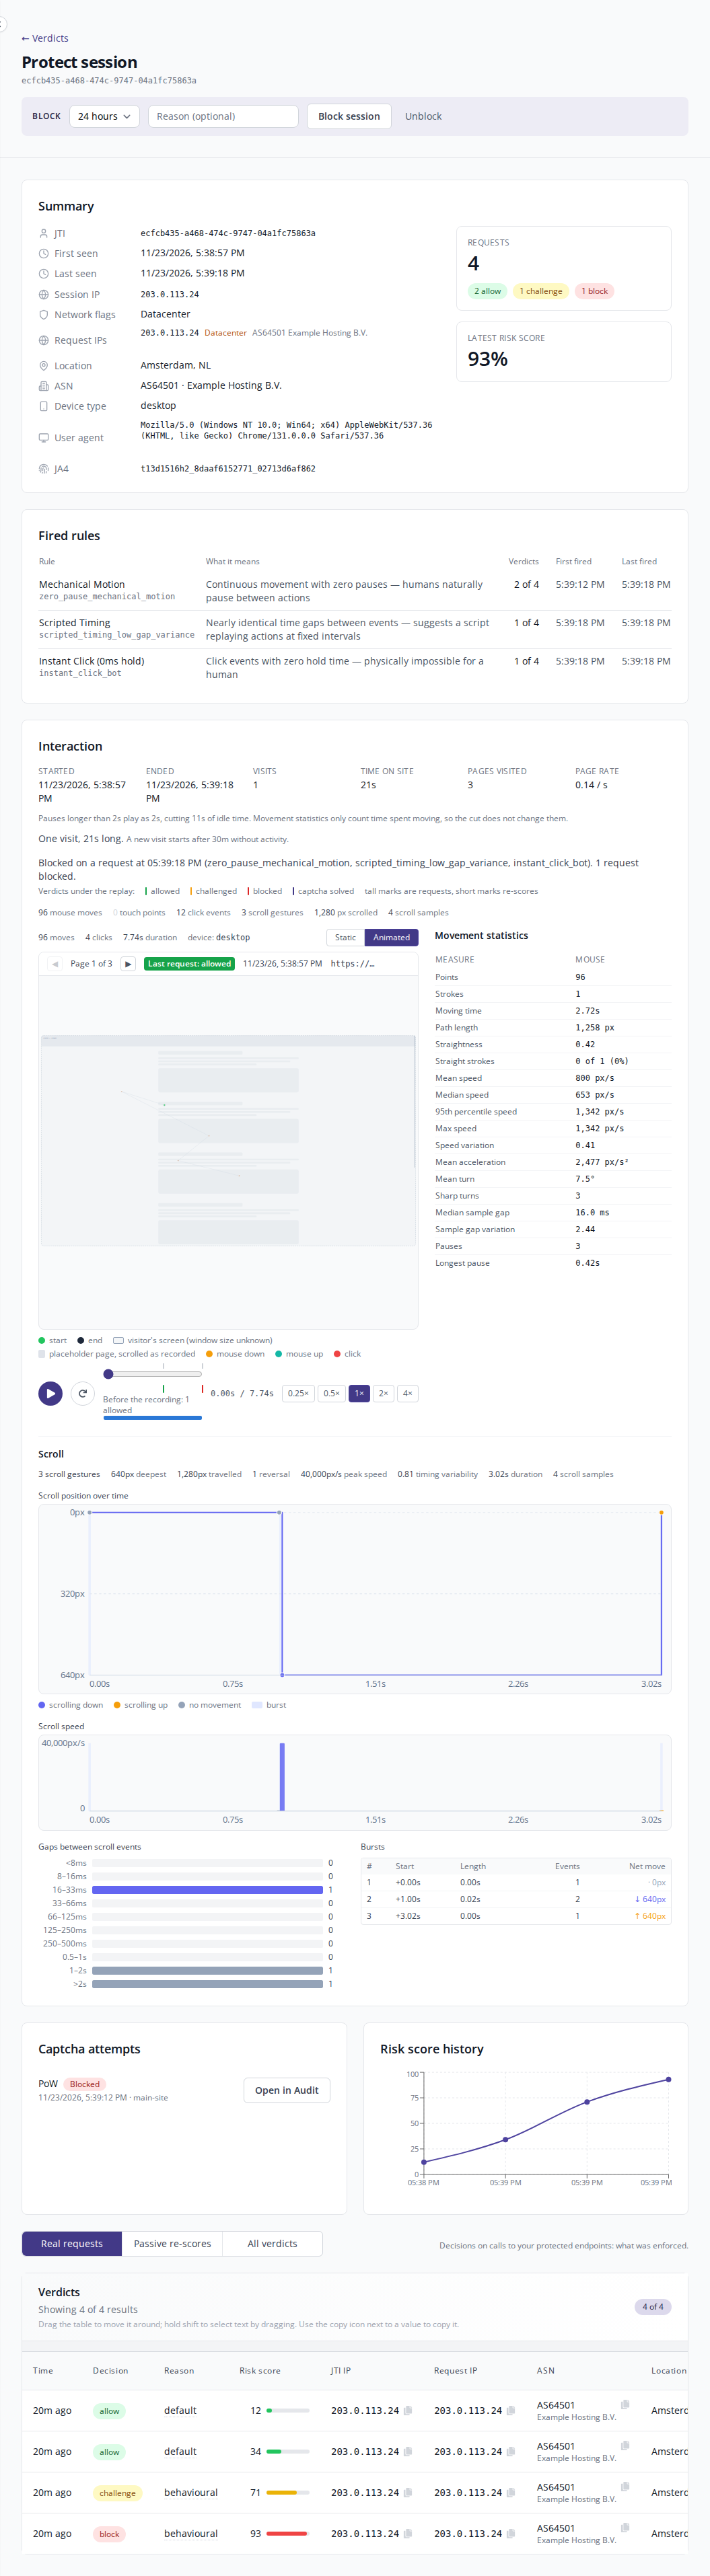 ← Verdicts
Protect session
ecfcb435-a468-474c-9747-04a1fc75863a
BLOCK 24 hours Reason (optional) Block session Unblock
Summary
JTI ecfcb435-a468-474c-9747-04a1fc75863a
First seen 11/23/2026, 5:38:57 PM
Last seen 11/23/2026, 5:39:18 PM
Session IP 203.0.113.24
Network flags Datacenter
Request IPs 203.0.113.24 Datacenter AS64501 Example Hosting B.V.
Location Amsterdam, NL
ASN AS64501 · Example Hosting B.V.
Device type desktop
User agent Mozilla/5.0 (Windows NT 10.0; Win64; x64) AppleWebKit/537.36
(KHTML, like Gecko) Chrome/131.0.0.0 Safari/537.36
JA4 t13d1516h2_8daaf6152771_02713d6af862
REQUESTS
4
2 allow 1 challenge 1 block
LATEST RISK SCORE
93%
Fired rules
Rule What it means Verdicts First fired Last fired
Mechanical Motion Continuous movement with zero pauses — humans naturally 2 of 4 5:39:12 PM 5:39:18 PM
zero_pause_mechanical_motion pause between actions
Scripted Timing Nearly identical time gaps between events — suggests a script 1 of 4 5:39:18 PM 5:39:18 PM
scripted_timing_low_gap_variance replaying actions at fixed intervals
Instant Click (0ms hold) Click events with zero hold time — physically impossible for a 1 of 4 5:39:18 PM 5:39:18 PM
instant_click_bot human
Interaction
STARTED ENDED VISITS TIME ON SITE PAGES VISITED PAGE RATE
11/23/2026, 5:38:57 11/23/2026, 5:39:18 1 21s 3 0.14 / s
PM PM
Pauses longer than 2s play as 2s, cutting 11s of idle time. Movement statistics only count time spent moving, so the cut does not change them.
One visit, 21s long. A new visit starts after 30m without activity.
Blocked on a request at 05:39:18 PM (zero_pause_mechanical_motion, scripted_timing_low_gap_variance, instant_click_bot). 1 request
blocked.
Verdicts under the replay: allowed challenged blocked captcha solved tall marks are requests, short marks re-scores
96 mouse moves 0 touch points 12 click events 3 scroll gestures 1,280 px scrolled 4 scroll samples
96 moves 4 clicks 7.74s duration device: desktop Static Animated
◀ Page 1 of 3 ▶ Last request: allowed 11/23/26, 5:38:57 PM https://…
start end visitor's screen (window size unknown)
placeholder page, scrolled as recorded mouse down mouse up click
Before the recording: 1
allowed
0.00s / 7.74s 0.25× 0.5× 1× 2× 4×
Movement statistics
MEASURE MOUSE
Points 96
Strokes 1
Moving time 2.72s
Path length 1,258 px
Straightness 0.42
Straight strokes 0 of 1 (0%)
Mean speed 800 px/s
Median speed 653 px/s
95th percentile speed 1,342 px/s
Max speed 1,342 px/s
Speed variation 0.41
Mean acceleration 2,477 px/s²
Mean turn 7.5°
Sharp turns 3
Median sample gap 16.0 ms
Sample gap variation 2.44
Pauses 3
Longest pause 0.42s
Scroll
3 scroll gestures 640px deepest 1,280px travelled 1 reversal 40,000px/s peak speed 0.81 timing variability 3.02s duration 4 scroll samples
Scroll position over time
0px
320px
640px
0.00s 0.75s 1.51s 2.26s 3.02s
scrolling down scrolling up no movement burst
Scroll speed
40,000px/s
0
0.00s 0.75s 1.51s 2.26s 3.02s
Gaps between scroll events
<8ms 0
8–16ms 0
16–33ms 1
33–66ms 0
66–125ms 0
125–250ms 0
250–500ms 0
0.5–1s 0
1–2s 1
>2s 1
Bursts
# Start Length Events Net move
1 +0.00s 0.00s 1 · 0px
2 +1.00s 0.02s 2 ↓ 640px
3 +3.02s 0.00s 1 ↑ 640px
Captcha attempts
PoW Blocked
11/23/2026, 5:39:12 PM · main-site
Open in Audit
Risk score history
100
75
50
25
0
05:38 PM 05:39 PM 05:39 PM 05:39 PM
Real requests Passive re-scores All verdicts
Decisions on calls to your protected endpoints: what was enforced.
Verdicts
Showing 4 of 4 results
Drag the table to move it around; hold shift to select text by dragging. Use the copy icon next to a value to copy it.
4 of 4
Time Decision Reason Risk score JTI IP Request IP ASN Location
20m ago allow default 12 203.0.113.24 203.0.113.24 AS64501 Amsterd
Example Hosting B.V.
20m ago allow default 34 203.0.113.24 203.0.113.24 AS64501 Amsterd
Example Hosting B.V.
20m ago challenge behavioural 71 203.0.113.24 203.0.113.24 AS64501 Amsterd
Example Hosting B.V.
20m ago block behavioural 93 203.0.113.24 203.0.113.24 AS64501 Amsterd
Example Hosting B.V.